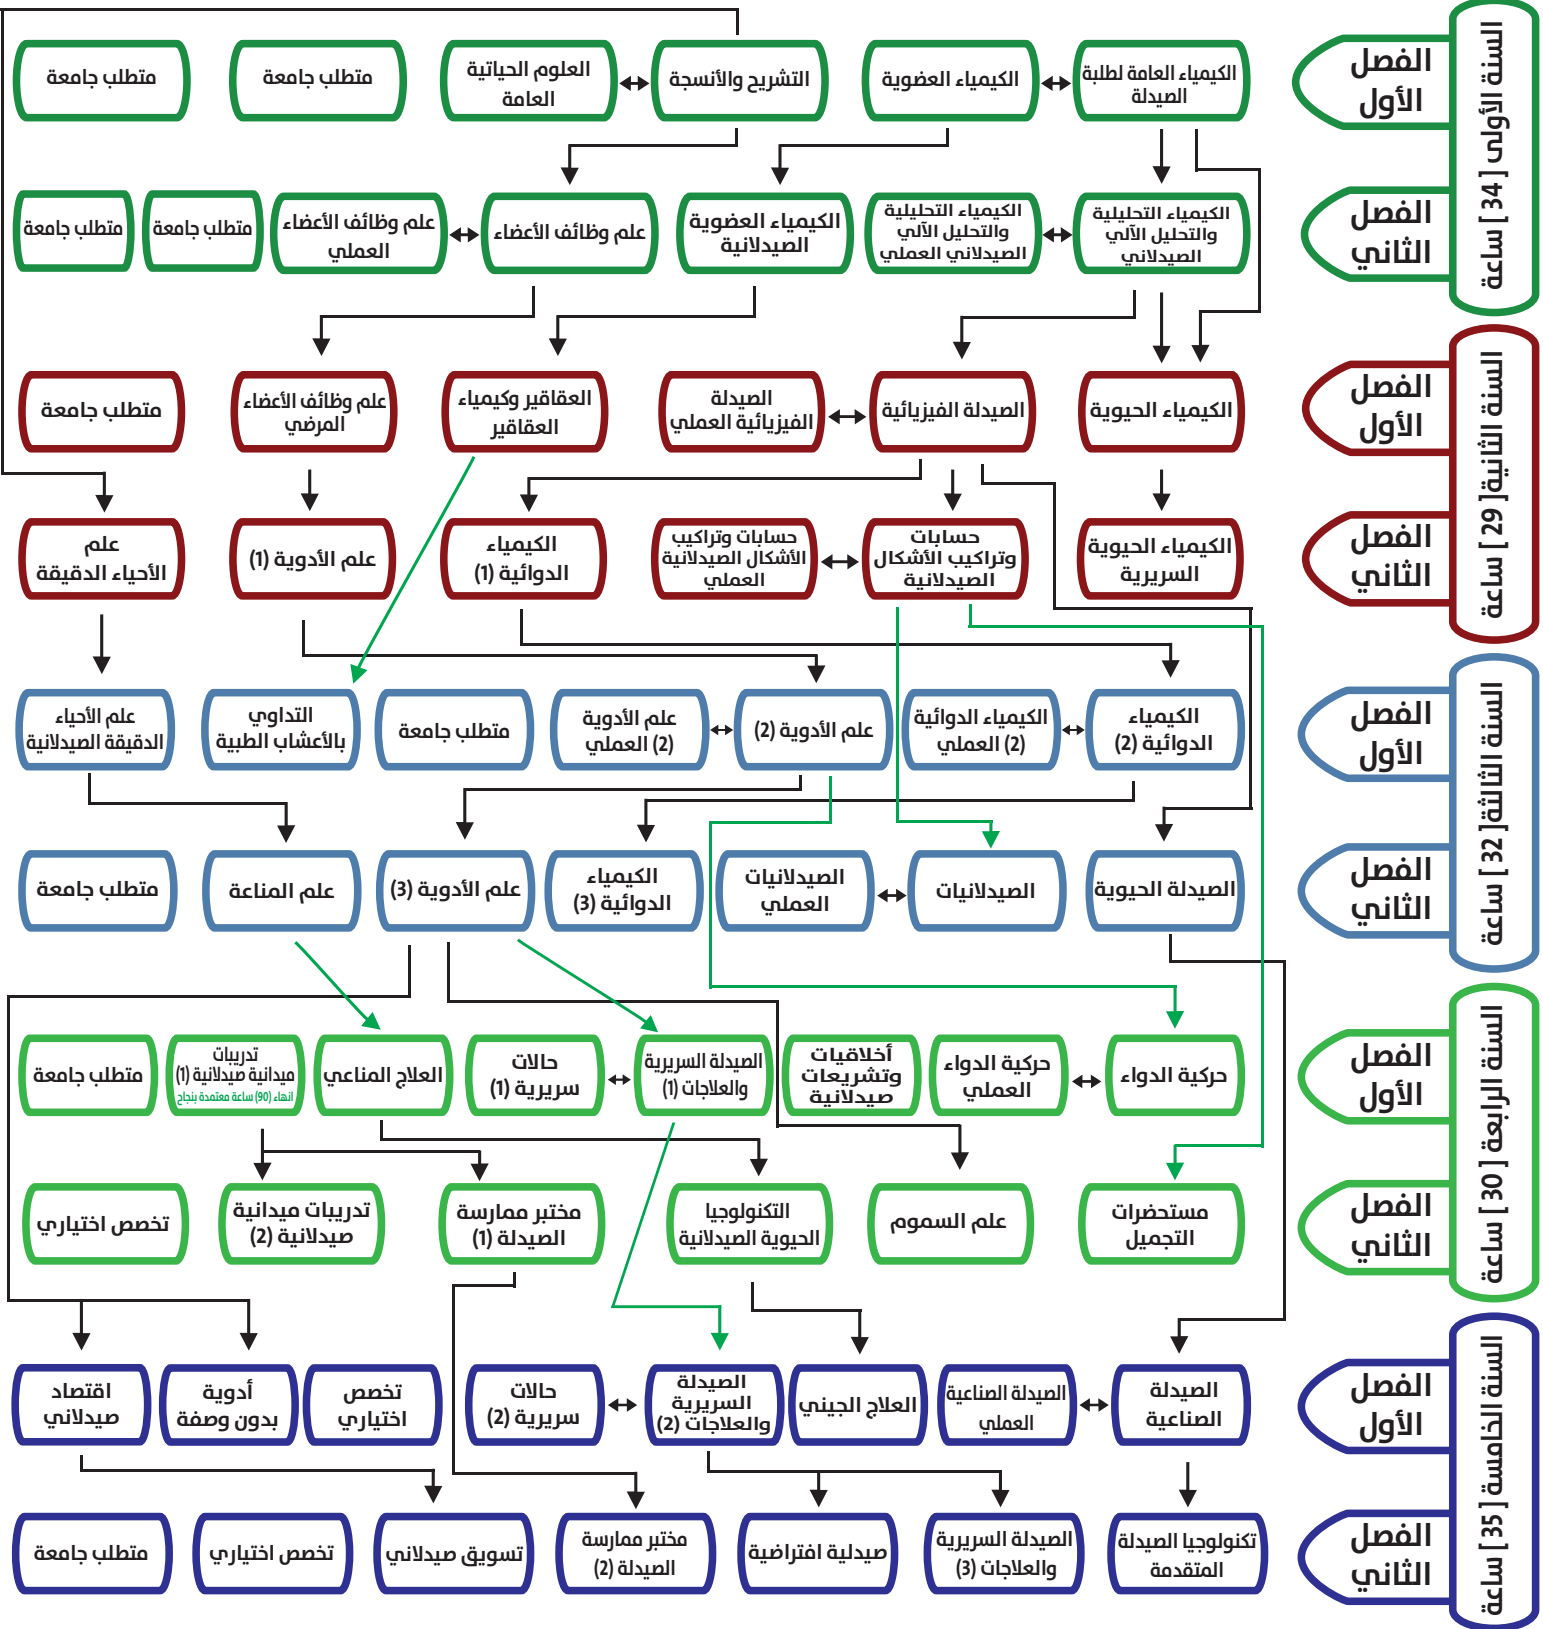 السنة الأولى [ 34 ] ساعة
الفصل
الأول
الكيمياء العامة لطلبة
الصيدلة
الكيمياء العضوية
التشريح والأنسجة
العلوم الحياتية
العامة
متطلب جامعة
متطلب جامعة
الفصل
الثاني
الكيمياء التحليلية
والتحليل الآلي
الصيدلاني
الكيمياء التحليلية
والتحليل الآلي
الصيدلاني العملي
الكيمياء العضوية
الصيدلانية
علم وظائف الأعضاء
علم وظائف الأعضاء
العملي
متطلب جامعة
متطلب جامعة
السنة الثانية[ 29 ] ساعة
الفصل
الأول
الكيمياء الحيوية
الصيدلة الفيزيائية
الصيدلة
الفيزيائية العملي
العقاقير وكيمياء
العقاقير
علم وظائف الأعضاء
المرضي
متطلب جامعة
الفصل
الثاني
الكيمياء الحيوية
السريرية
حسابات
وتراكيب الأشكال
الصيدلانية
حسابات وتراكيب
الأشكال الصيدلانية
العملي
الكيمياء
الدوائية (1)
علم الأدوية (1)
علم
الأحياء الدقيقة
السنة الثالثة[ 32 ] ساعة
الفصل
الأول
الكيمياء
الدوائية (2)
الكيمياء الدوائية
(2) العملي
علم الأدوية (2)
علم الأدوية
(2) العملي
متطلب جامعة
التداوي
بالأعشاب الطبية
علم الأحياء
الدقيقة الصيدلانية
الفصل
الثاني
الصيدلة الحيوية
الصيدلانيات
الصيدلانيات
العملي
الكيمياء
الدوائية (3)
علم الأدوية (3)
علم المناعة
متطلب جامعة
السنة الرابعة [ 30 ] ساعة
الفصل
الأول
حركية الدواء
حركية الدواء
العملي
أخلاقيات
وتشريعات
صيدلانية
الصيدلة السريرية
والعلاجات (1)
حالات
سريرية (1)
العلاج المناعي
تدريبات
ميدانية صيدلانية (1)
انهاء (90) ساعة معتمدة بنجاح
متطلب جامعة
الفصل
الثاني
مستحضرات
التجميل
علم السموم
التكنولوجيا
الحيوية الصيدلانية
مختبر ممارسة
الصيدلة (1)
تدريبات ميدانية
صيدلانية (2)
تخصص اختياري
السنة الخامسة [ 35 ] ساعة
الفصل
الأول
الصيدلة
الصناعية
الصيدلة الصناعية
العملي
العلاج الجيني
الصيدلة
السريرية
والعلاجات (2)
حالات
سريرية (2)
تخصص
اختياري
أدوية
بدون وصفة
اقتصاد
صيدلاني
الفصل
الثاني
تكنولوجيا الصيدلة
المتقدمة
الصيدلة السريرية
والعلاجات (3)
صيدلية افتراضية
مختبر ممارسة
الصيدلة (2)
تسويق صيدلاني
تخصص اختياري
متطلب جامعة